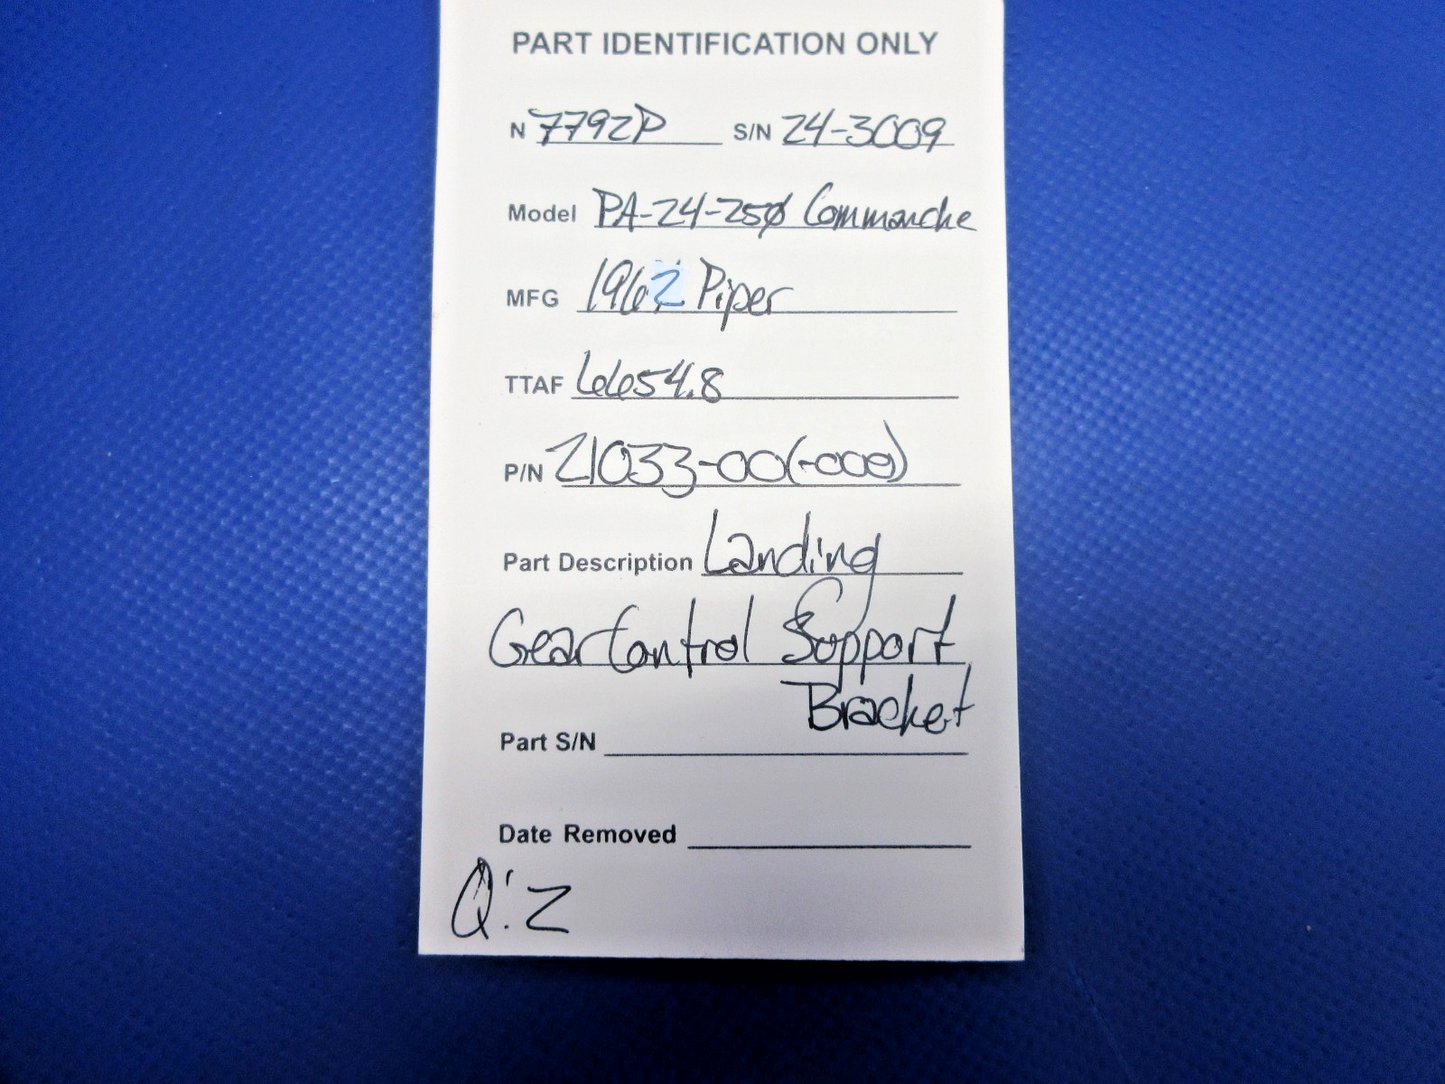 PART IDENTIFICATION ONLY
N 7792P S/N 24-3009
Model PA-24-250 Commanche
MFG 1962 Piper
TTAF 6654.8
P/N 21033-00(-000)
Part Description Landing
Gear Control Support
Bracket
Part S/N
Date Removed
Q:2